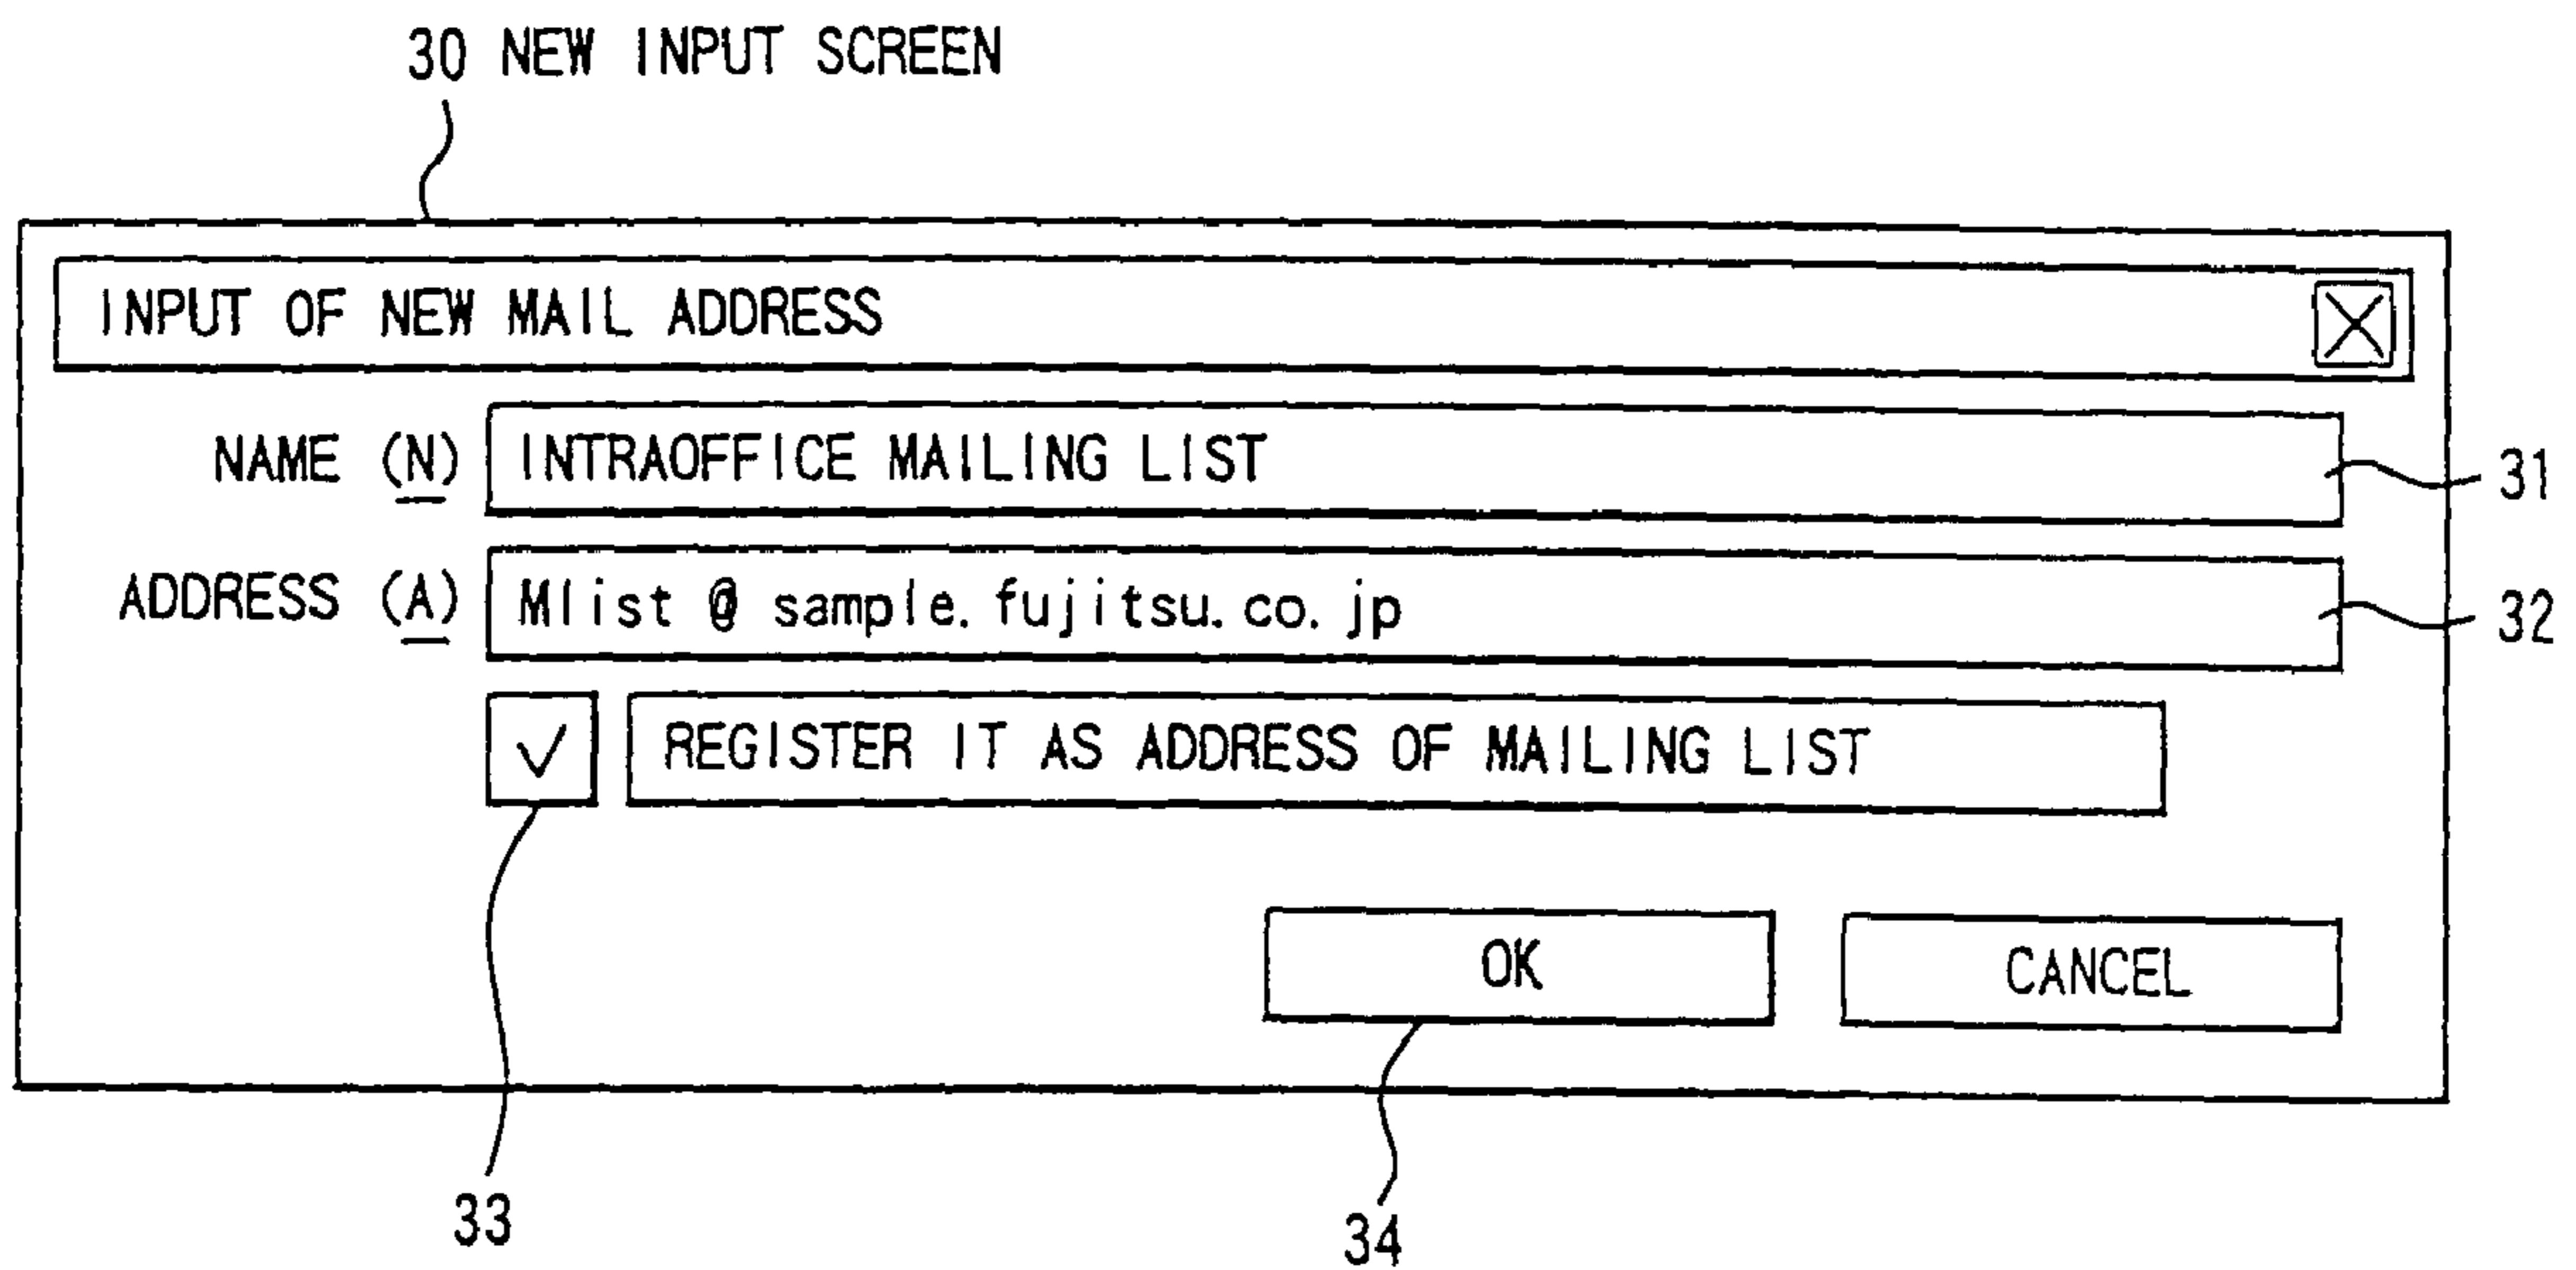 30 NEW INPUT SCREEN
INPUT OF NEW MAIL ADDRESS
NAME (N) INTRAOFFICE MAILING LIST 31
ADDRESS (A) Mlist @ sample. fujitsu. co. jp 32
REGISTER IT AS ADDRESS OF MAILING LIST
OK CANCEL
33
34